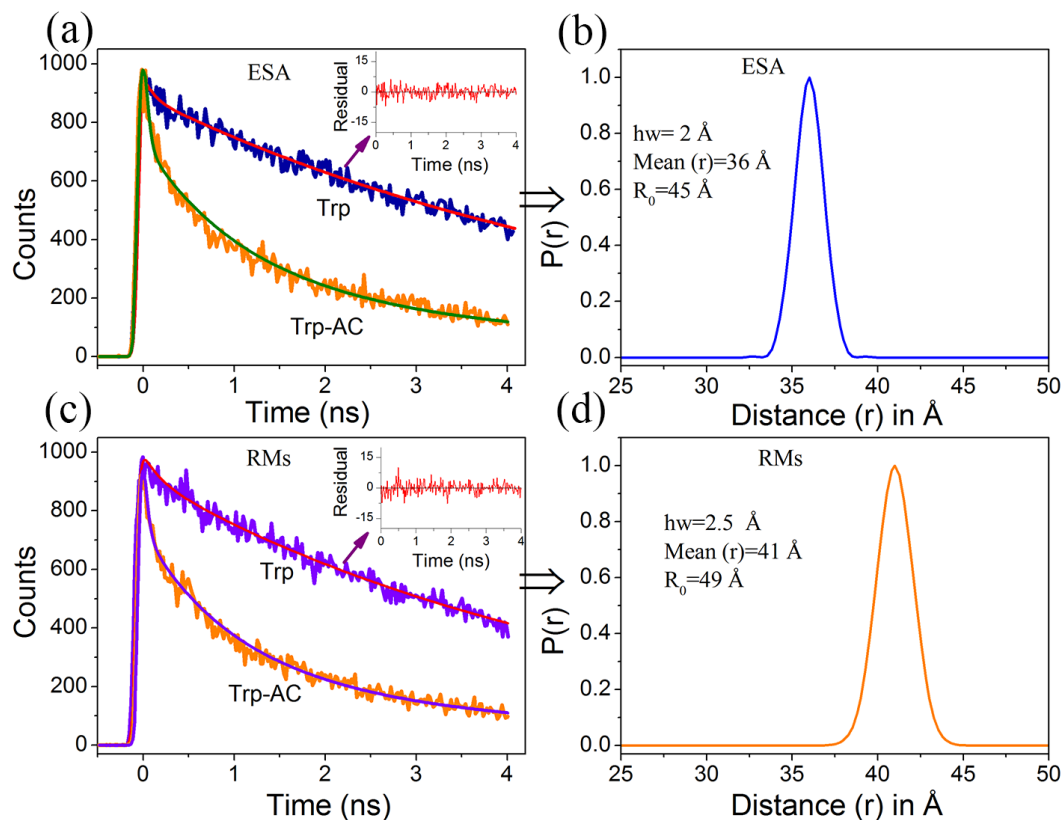 (a)
ESA
1000
800
600
400
200
0
Counts
0
1
2
3
4
Time (ns)
Trp
Trp-AC
15
0
-15
Residual
0
1
2
3
4
Time (ns)
(b)
ESA
hw= 2 Å
Mean (r)=36 Å
R₀=45 Å
1.0
0.8
0.6
0.4
0.2
0.0
P(r)
25
30
35
40
45
50
Distance (r) in Å
(c)
RMs
1000
800
600
400
200
0
Counts
0
1
2
3
4
Time (ns)
Trp
Trp-AC
15
0
-15
Residual
0
1
2
3
4
Time (ns)
(d)
RMs
hw=2.5 Å
Mean (r)=41 Å
R₀=49 Å
1.0
0.8
0.6
0.4
0.2
0.0
P(r)
25
30
35
40
45
50
Distance (r) in Å